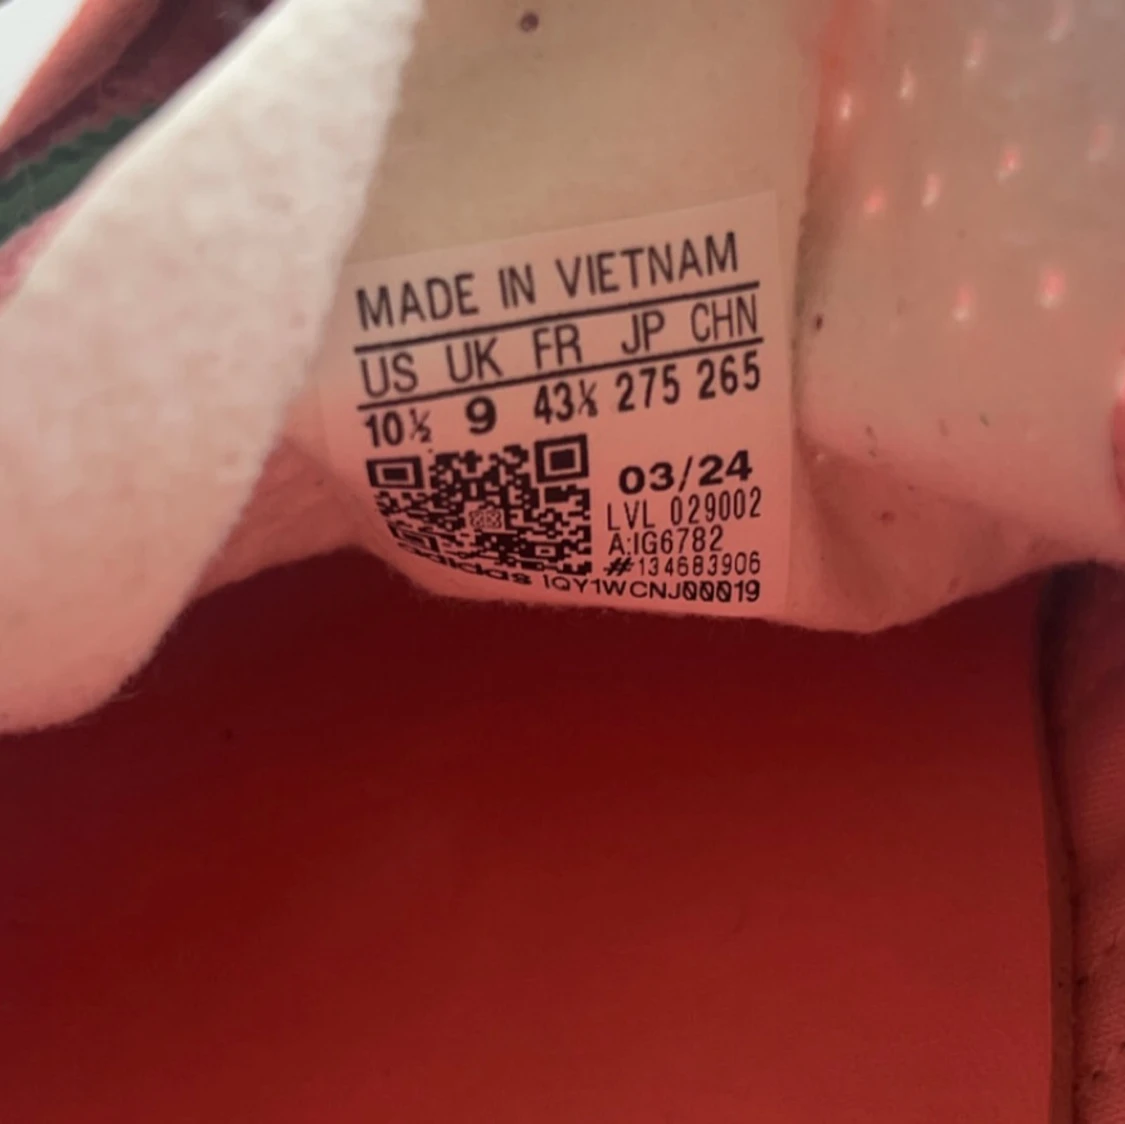 MADE IN VIETNAM
US UK FR JP CHN
10½ 9 43⅓ 275 265
03/24
LVL 029002
A:IG6782
#134683906
adidas 1QY1WCNJ00019